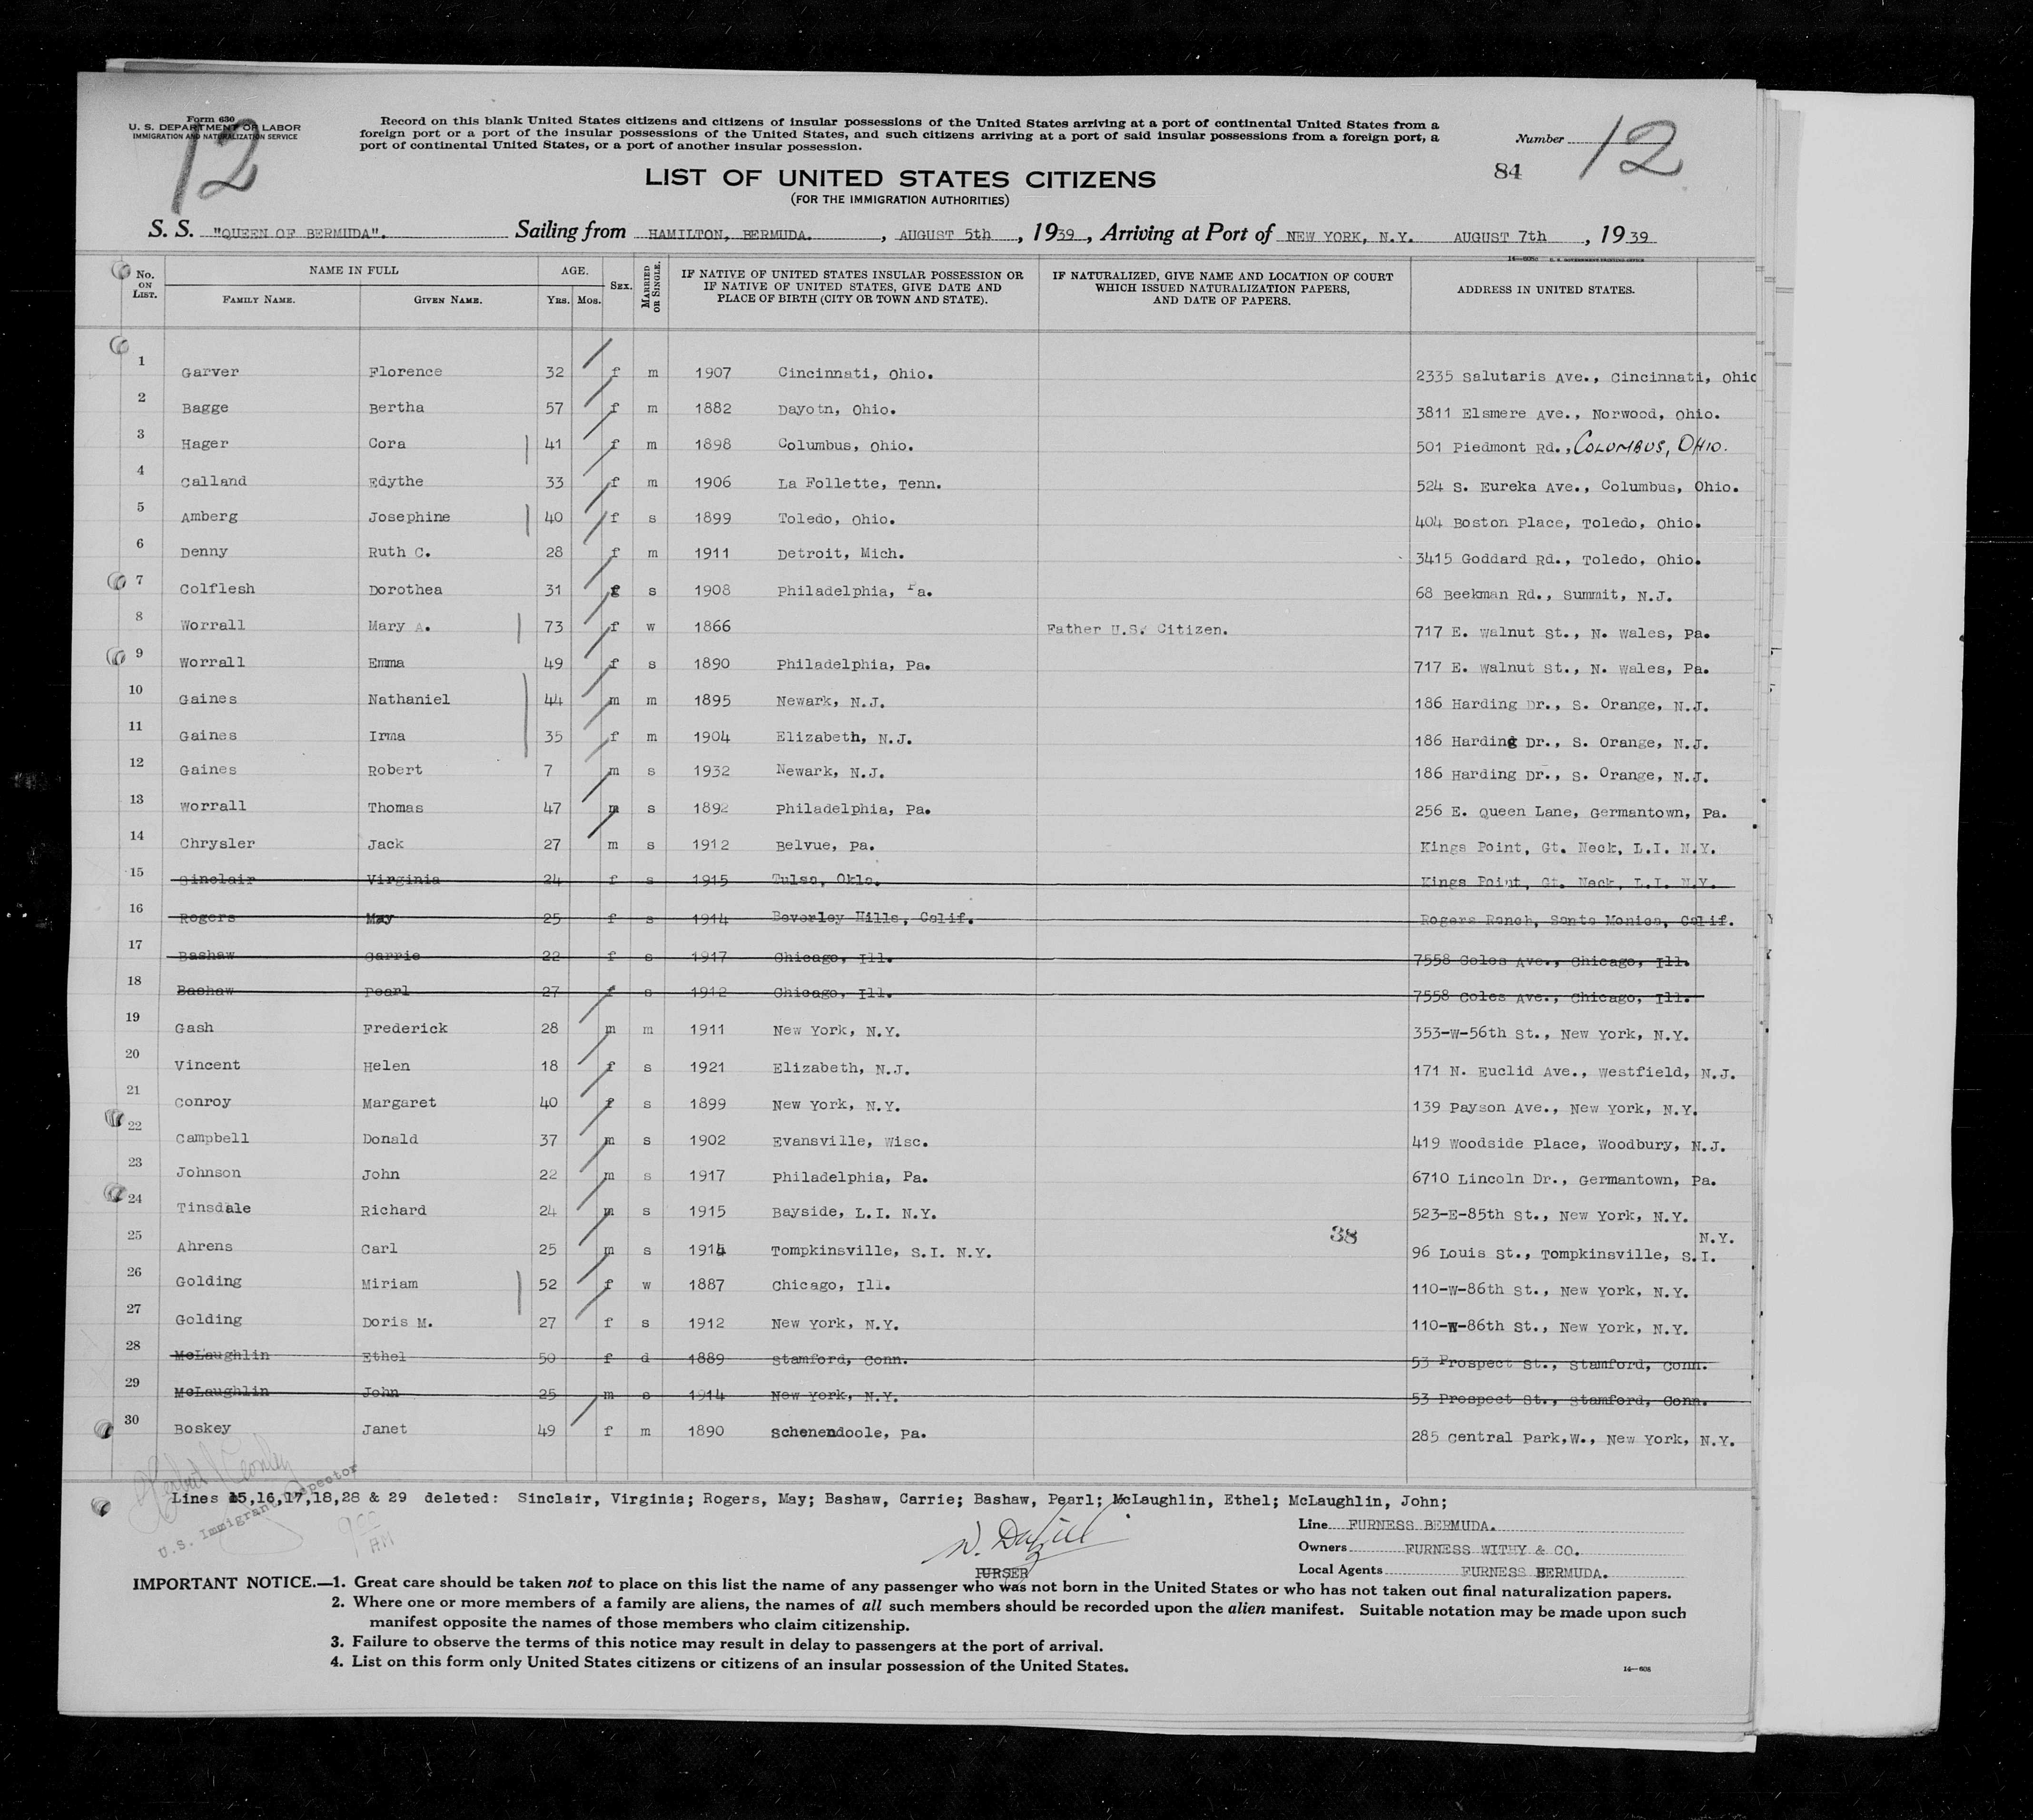 Form 630
U. S. DEPARTMENT OF LABOR
IMMIGRATION AND NATURALIZATION SERVICE
12
Record on this blank United States citizens and citizens of insular possessions of the United States arriving at a port of continental United States from a
foreign port or a port of the insular possessions of the United States, and such citizens arriving at a port of said insular possessions from a foreign port, a
port of continental United States, or a port of another insular possession.
Number 12
84
LIST OF UNITED STATES CITIZENS
(FOR THE IMMIGRATION AUTHORITIES)
S. S. "QUEEN OF BERMUDA". Sailing from HAMILTON, BERMUDA. , AUGUST 5th , 1939 , Arriving at Port of NEW YORK, N.Y. AUGUST 7th , 1939
No. ON LIST. NAME IN FULL AGE. SEX. MARRIED OR SINGLE. IF NATIVE OF UNITED STATES INSULAR POSSESSION OR IF NATIVE OF UNITED STATES, GIVE DATE AND PLACE OF BIRTH (CITY OR TOWN AND STATE). IF NATURALIZED, GIVE NAME AND LOCATION OF COURT WHICH ISSUED NATURALIZATION PAPERS, AND DATE OF PAPERS. ADDRESS IN UNITED STATES.
FAMILY NAME. GIVEN NAME. YRS. MOS.
1 Garver Florence 32 f m 1907 Cincinnati, Ohio. 2335 Salutaris Ave., Cincinnati, Ohio
2 Bagge Bertha 57 f m 1882 Dayotn, Ohio. 3811 Elsmere Ave., Norwood, Ohio.
3 Hager Cora 41 f m 1898 Columbus, Ohio. 501 Piedmont Rd., COLUMBUS, OHIO.
4 Calland Edythe 33 f m 1906 La Follette, Tenn. 524 S. Eureka Ave., Columbus, Ohio.
5 Amberg Josephine 40 f s 1899 Toledo, Ohio. 404 Boston Place, Toledo, Ohio.
6 Denny Ruth C. 28 f m 1911 Detroit, Mich. 3415 Goddard Rd., Toledo, Ohio.
7 Colflesh Dorothea 31 f s 1908 Philadelphia, Pa. 68 Beekman Rd., Summit, N.J.
8 Worrall Mary A. 73 f w 1866 Father U.S. Citizen. 717 E. Walnut St., N. Wales, Pa.
9 Worrall Emma 49 f s 1890 Philadelphia, Pa. 717 E. Walnut St., N. Wales, Pa.
10 Gaines Nathaniel 44 m m 1895 Newark, N.J. 186 Harding Dr., S. Orange, N.J.
11 Gaines Irma 35 f m 1904 Elizabeth, N.J. 186 Harding Dr., S. Orange, N.J.
12 Gaines Robert 7 m s 1932 Newark, N.J. 186 Harding Dr., S. Orange, N.J.
13 Worrall Thomas 47 m s 1892 Philadelphia, Pa. 256 E. Queen Lane, Germantown, Pa.
14 Chrysler Jack 27 m s 1912 Belvue, Pa. Kings Point, Gt. Neck, L.I. N.Y.
15 Sinclair Virginia 24 f s 1915 Tulsa, Okla. Kings Point, Gt. Neck, L.I. N.Y.
16 Rogers May 25 f s 1914 Beverley Hills, Calif. Rogers Ranch, Santa Monica, Calif.
17 Bashaw Carrie 22 f s 1917 Chicago, Ill. 7558 Coles Ave., Chicago, Ill.
18 Bashaw Pearl 27 f s 1912 Chicago, Ill. 7558 Coles Ave., Chicago, Ill.
19 Gash Frederick 28 m m 1911 New York, N.Y. 353-W-56th St., New York, N.Y.
20 Vincent Helen 18 f s 1921 Elizabeth, N.J. 171 N. Euclid Ave., Westfield, N.J.
21 Conroy Margaret 40 f s 1899 New York, N.Y. 139 Payson Ave., New York, N.Y.
22 Campbell Donald 37 m s 1902 Evansville, Wisc. 419 Woodside Place, Woodbury, N.J.
23 Johnson John 22 m s 1917 Philadelphia, Pa. 6710 Lincoln Dr., Germantown, Pa.
24 Tinsdale Richard 24 m s 1915 Bayside, L.I. N.Y. 523-E-85th St., New York, N.Y.
38
25 Ahrens Carl 25 m s 1914 Tompkinsville, S.I. N.Y. 96 Louis St., Tompkinsville, S.I. N.Y.
26 Golding Miriam 52 f w 1887 Chicago, Ill. 110-W-86th St., New York, N.Y.
27 Golding Doris M. 27 f s 1912 New York, N.Y. 110-W-86th St., New York, N.Y.
28 McLaughlin Ethel 50 f d 1889 Stamford, Conn. 53 Prospect St., Stamford, Conn.
29 McLaughlin John 25 m s 1914 New York, N.Y. 53 Prospect St., Stamford, Conn.
30 Boskey Janet 49 f m 1890 Schenendoole, Pa. 285 Central Park,W., New York, N.Y.
Lines 15,16,17,18,28 & 29 deleted: Sinclair, Virginia; Rogers, May; Bashaw, Carrie; Bashaw, Pearl; McLaughlin, Ethel; McLaughlin, John;
U.S. Immigrant Inspector
9 AM
PURSER
Line FURNESS BERMUDA.
Owners FURNESS WITHY & CO.
Local Agents FURNESS BERMUDA.
IMPORTANT NOTICE.—1. Great care should be taken not to place on this list the name of any passenger who was not born in the United States or who has not taken out final naturalization papers.
2. Where one or more members of a family are aliens, the names of all such members should be recorded upon the alien manifest. Suitable notation may be made upon such
manifest opposite the names of those members who claim citizenship.
3. Failure to observe the terms of this notice may result in delay to passengers at the port of arrival.
4. List on this form only United States citizens or citizens of an insular possession of the United States.
14—608